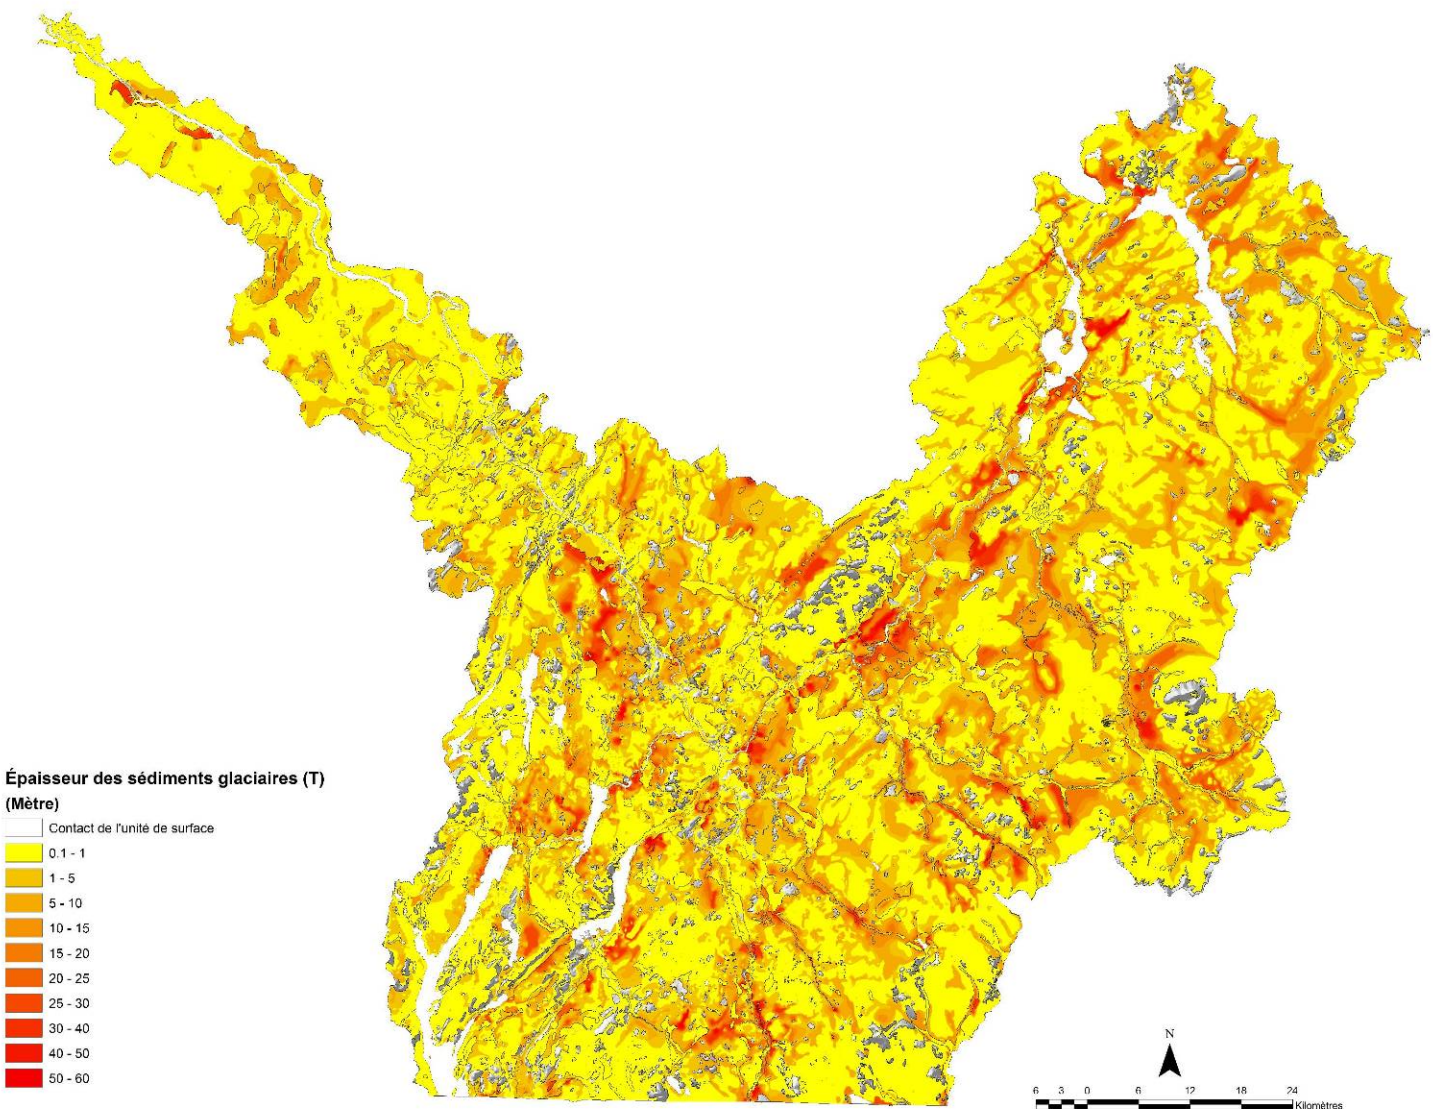 Épaisseur des sédiments glaciaires (T)
(Mètre)
Contact de l'unité de surface
0.1 - 1
1 - 5
5 - 10
10 - 15
15 - 20
20 - 25
25 - 30
30 - 40
40 - 50
50 - 60
N
6 3 0 6 12 18 24
Kilomètres